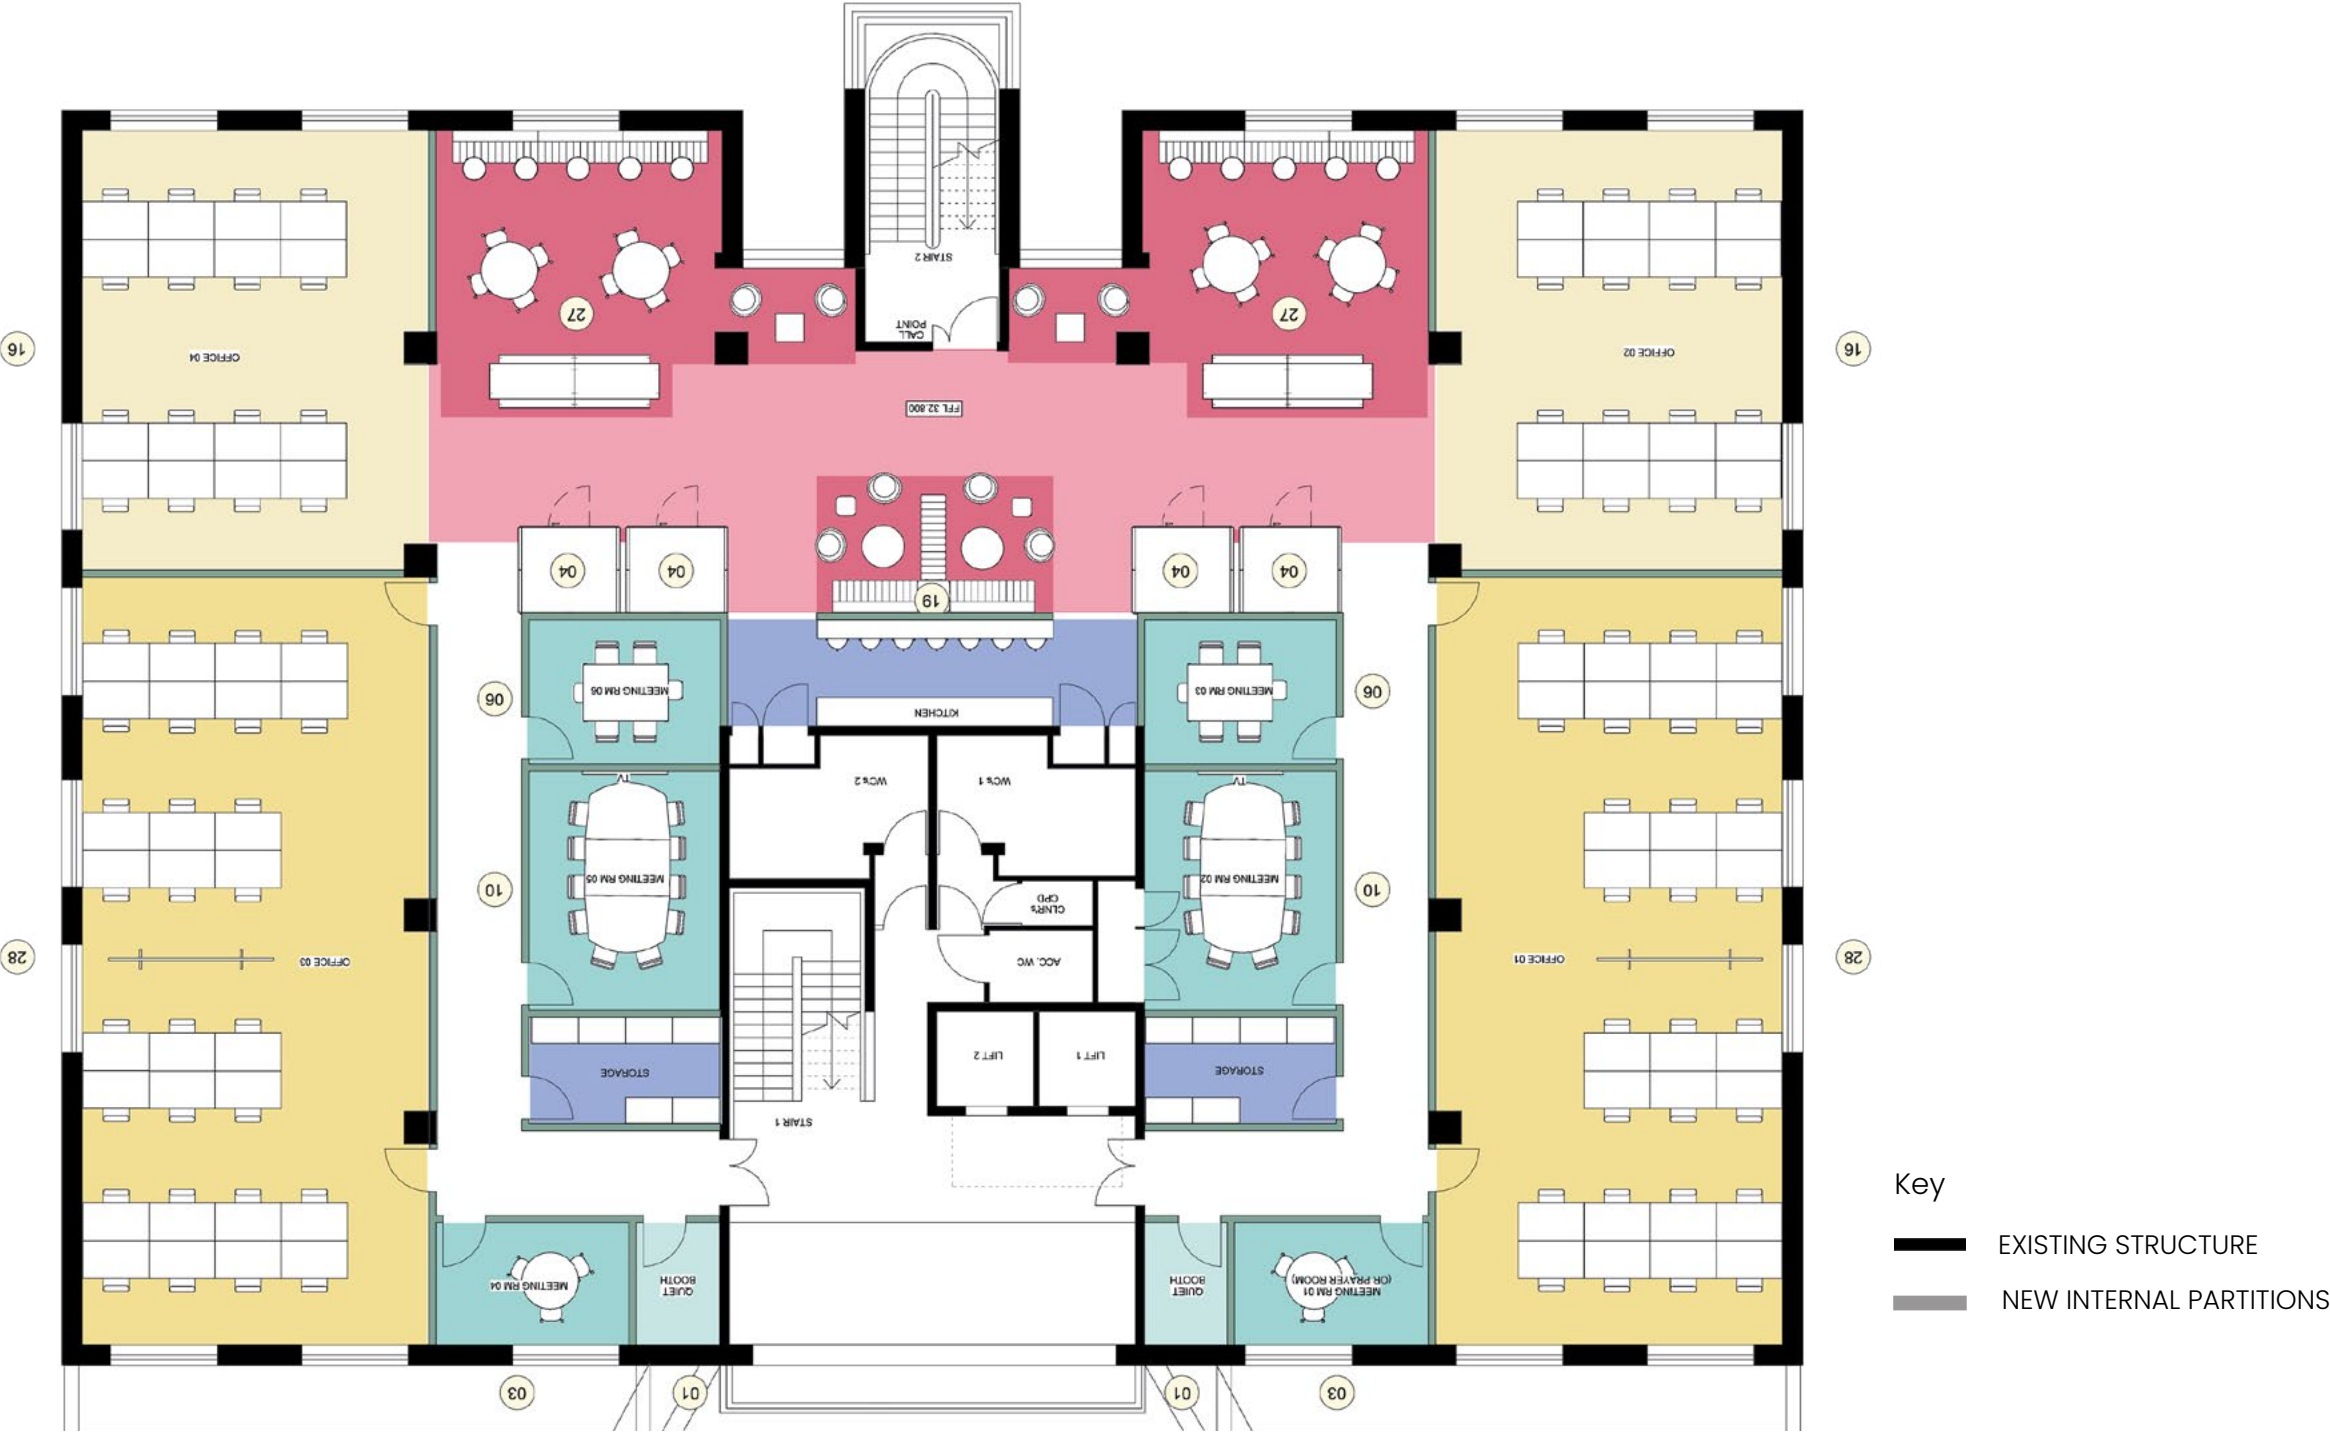 27
27
STAIR 2
CALL
POINT
16
OFFICE 04
OFFICE 02
16
FFL 32.800
04
04
04
04
19
06
MEETING RM 06
MEETING RM 03
06
KITCHEN
TV
WC's 2
WC's 1
TV
10
MEETING RM 05
MEETING RM 02
10
CLNR's
CPD
28
OFFICE 03
ACC. WC
OFFICE 01
28
STORAGE
LIFT 2
LIFT 1
STORAGE
STAIR 1
MEETING RM 04
QUIET
BOOTH
QUIET
BOOTH
MEETING RM 01
(OR PRAYER ROOM)
03
01
01
03
Key
EXISTING STRUCTURE
NEW INTERNAL PARTITIONS